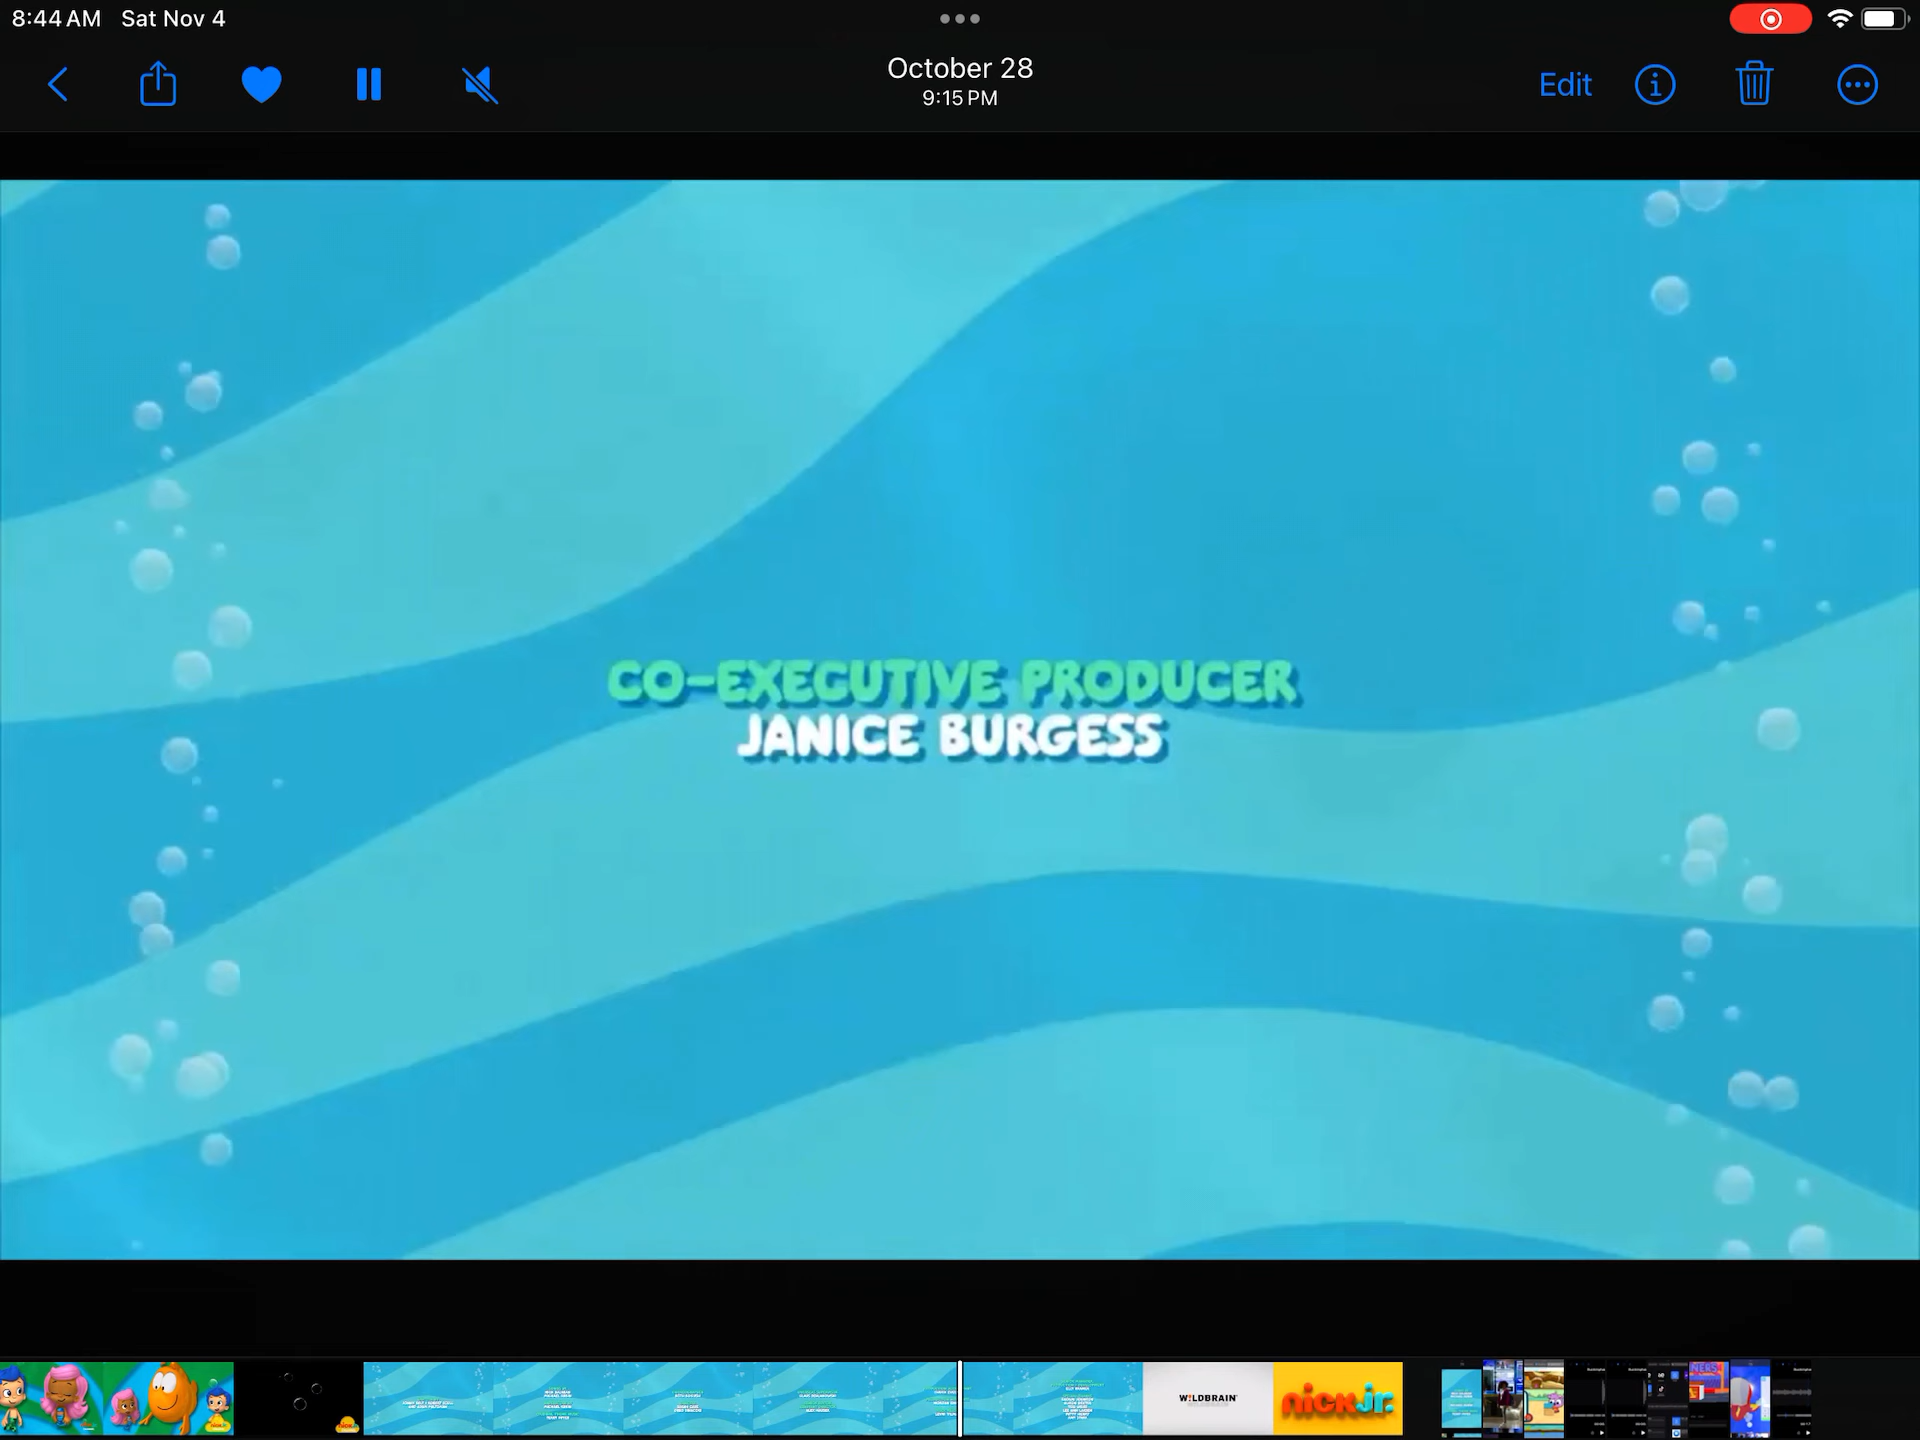 8:44 AM Sat Nov 4
October 28
9:15 PM
Edit
CO-EXECUTIVE PRODUCER
JANICE BURGESS
WILDBRAIN
nick jr.